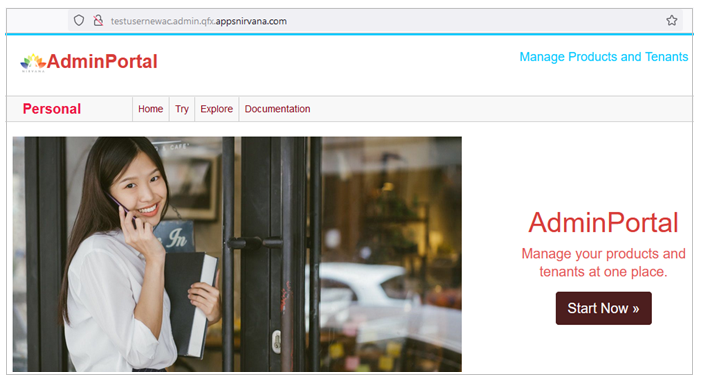 testusernewac.admin.qfx.appsnirvana.com
AdminPortal
NIRVANA
Manage Products and Tenants
Personal
Home
Try
Explore
Documentation
& CAFE
In
AdminPortal
Manage your products and
tenants at one place.
Start Now »